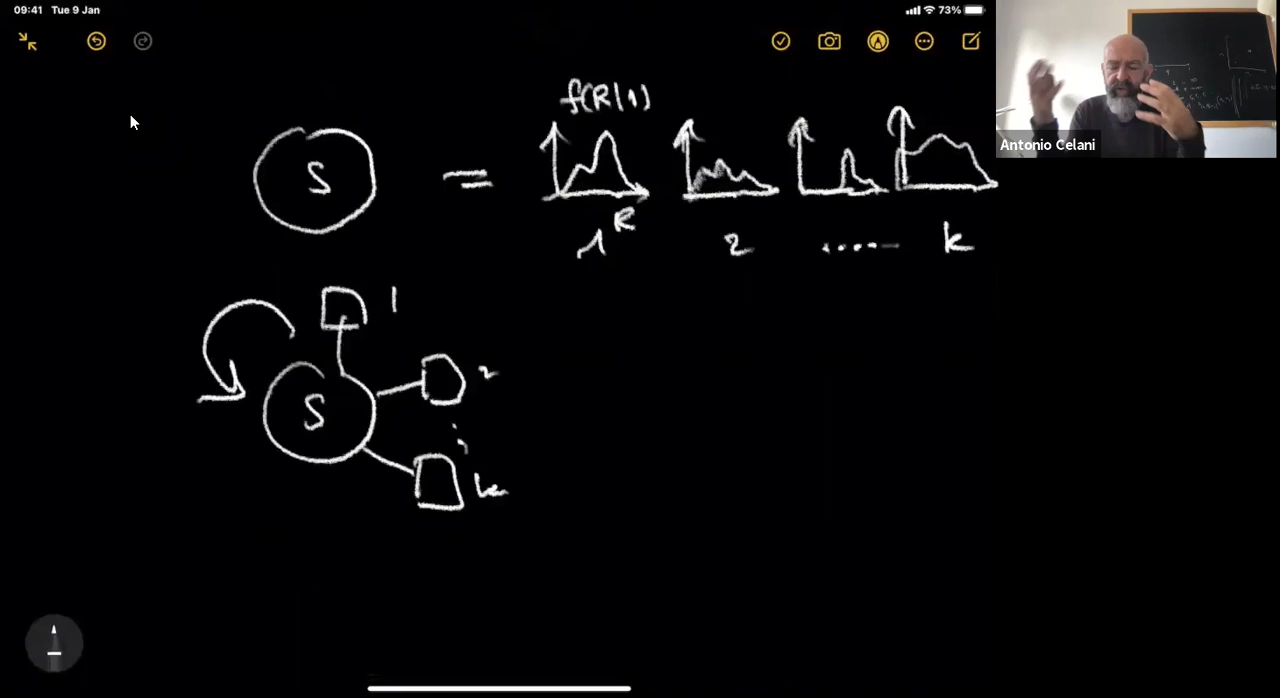 09:41 Tue 9 Jan
73%
Antonio Celani
f(R|1)
S =
R
1 2 ..... k
1
S
2
k